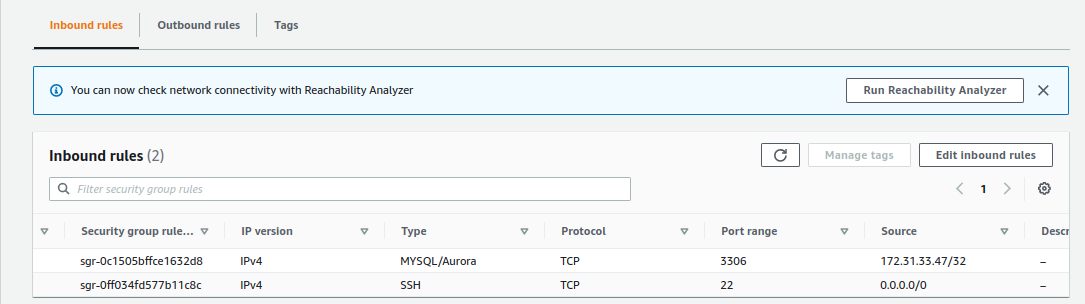 Inbound rules Outbound rules Tags
You can now check network connectivity with Reachability Analyzer Run Reachability Analyzer
Inbound rules (2) Manage tags Edit inbound rules
Filter security group rules 1
Security group rule... IP version Type Protocol Port range Source Descr
sgr-0c1505bffce1632d8 IPv4 MYSQL/Aurora TCP 3306 172.31.33.47/32 –
sgr-0ff034fd577b11c8c IPv4 SSH TCP 22 0.0.0.0/0 –